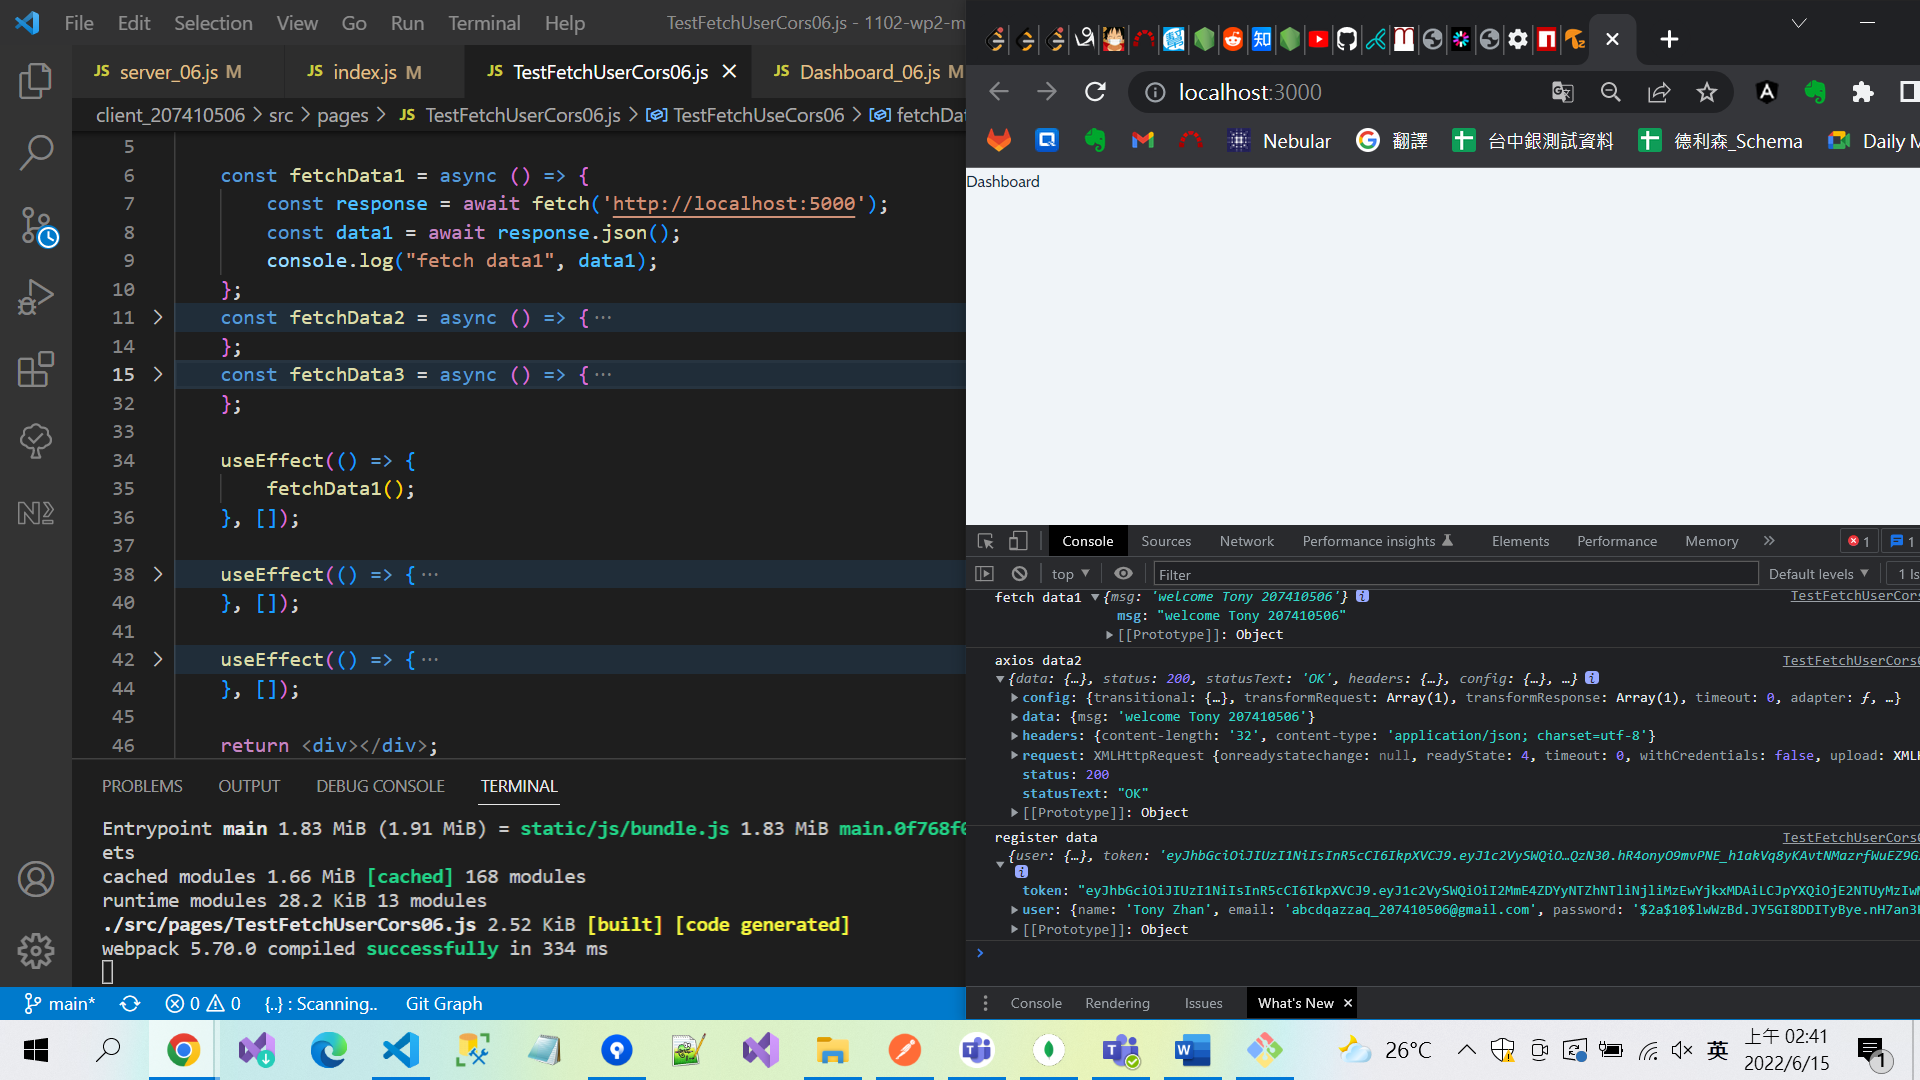 File Edit Selection View Go Run Terminal Help TestFetchUserCors06.js - 1102-wp2-m
JS server_06.js M JS index.js M JS TestFetchUserCors06.js JS Dashboard_06.js M
client_207410506 > src > pages > JS TestFetchUserCors06.js > TestFetchUseCors06 > fetchDat
5
6 const fetchData1 = async () => {
7 const response = await fetch('http://localhost:5000');
8 const data1 = await response.json();
9 console.log("fetch data1", data1);
10 };
11 const fetchData2 = async () => {···
14 };
15 const fetchData3 = async () => {···
32 };
33
34 useEffect(() => {
35 fetchData1();
36 }, []);
37
38 useEffect(() => {···
40 }, []);
41
42 useEffect(() => {···
44 }, []);
45
46 return <div></div>;
PROBLEMS OUTPUT DEBUG CONSOLE TERMINAL
Entrypoint main 1.83 MiB (1.91 MiB) = static/js/bundle.js 1.83 MiB main.0f768f
ets
cached modules 1.66 MiB [cached] 168 modules
runtime modules 28.2 KiB 13 modules
./src/pages/TestFetchUserCors06.js 2.52 KiB [built] [code generated]
webpack 5.70.0 compiled successfully in 334 ms
main* 0 0 {..} : Scanning.. Git Graph
localhost:3000
Nebular 翻譯 台中銀測試資料 德利森_Schema Daily M
Dashboard
Console Sources Network Performance insights Elements Performance Memory 1 1
top Filter Default levels 1 Is
fetch data1 {msg: 'welcome Tony 207410506'} TestFetchUserCors
msg: "welcome Tony 207410506"
[[Prototype]]: Object
axios data2 TestFetchUserCors
{data: {…}, status: 200, statusText: 'OK', headers: {…}, config: {…}, …}
config: {transitional: {…}, transformRequest: Array(1), transformResponse: Array(1), timeout: 0, adapter: ƒ, …}
data: {msg: 'welcome Tony 207410506'}
headers: {content-length: '32', content-type: 'application/json; charset=utf-8'}
request: XMLHttpRequest {onreadystatechange: null, readyState: 4, timeout: 0, withCredentials: false, upload: XMLH
status: 200
statusText: "OK"
[[Prototype]]: Object
register data TestFetchUserCors
{user: {…}, token: 'eyJhbGciOiJIUzI1NiIsInR5cCI6IkpXVCJ9.eyJ1c2VySWQiO…QzN30.hR4onyO9mvPNE_h1akVq8yKAvtNMazrfWuEZ9G
token: "eyJhbGciOiJIUzI1NiIsInR5cCI6IkpXVCJ9.eyJ1c2VySWQiOiI2MmE4ZDYyNTZhNTliNjliMzEwYjkxMDAiLCJpYXQiOjE2NTUyMzIwM
user: {name: 'Tony Zhan', email: 'abcdqazzaq_207410506@gmail.com', password: '$2a$10$lwWzBd.JY5GI8DDITyBye.nH7an3
[[Prototype]]: Object
Console Rendering Issues What's New
26°C 英 上午 02:41
2022/6/15
1